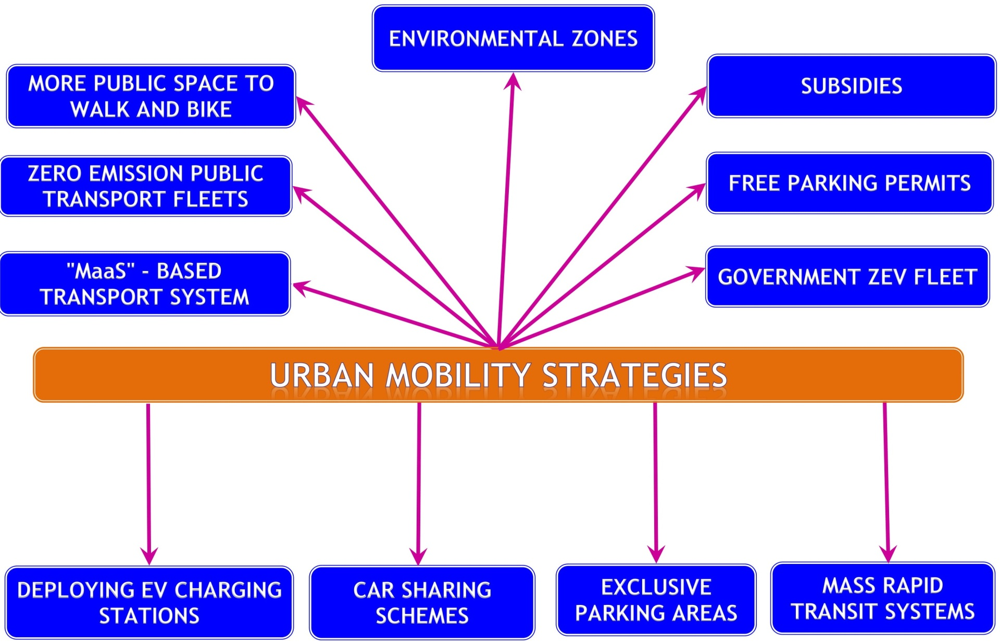 ENVIRONMENTAL ZONES
MORE PUBLIC SPACE TO
WALK AND BIKE
SUBSIDIES
ZERO EMISSION PUBLIC
TRANSPORT FLEETS
FREE PARKING PERMITS
"MaaS" - BASED
TRANSPORT SYSTEM
GOVERNMENT ZEV FLEET
URBAN MOBILITY STRATEGIES
DEPLOYING EV CHARGING
STATIONS
CAR SHARING
SCHEMES
EXCLUSIVE
PARKING AREAS
MASS RAPID
TRANSIT SYSTEMS